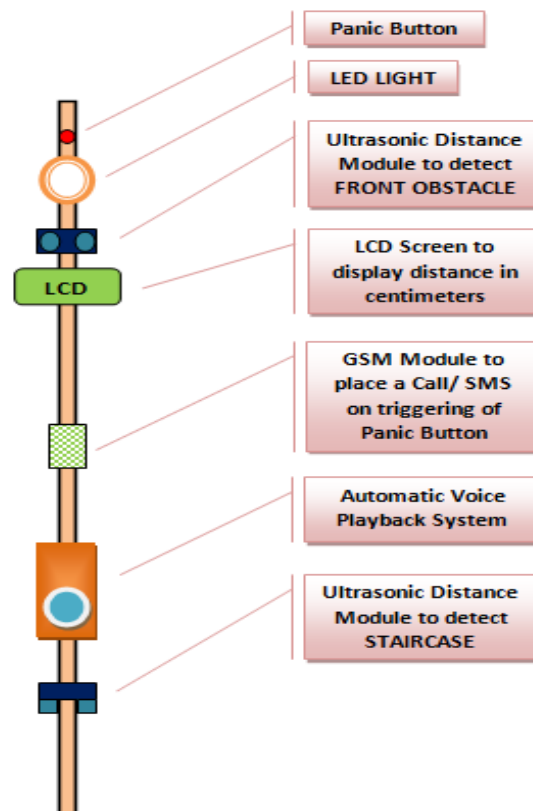 Panic Button
LED LIGHT
Ultrasonic Distance
Module to detect
FRONT OBSTACLE
LCD
LCD Screen to
display distance in
centimeters
GSM Module to
place a Call/ SMS
on triggering of
Panic Button
Automatic Voice
Playback System
Ultrasonic Distance
Module to detect
STAIRCASE